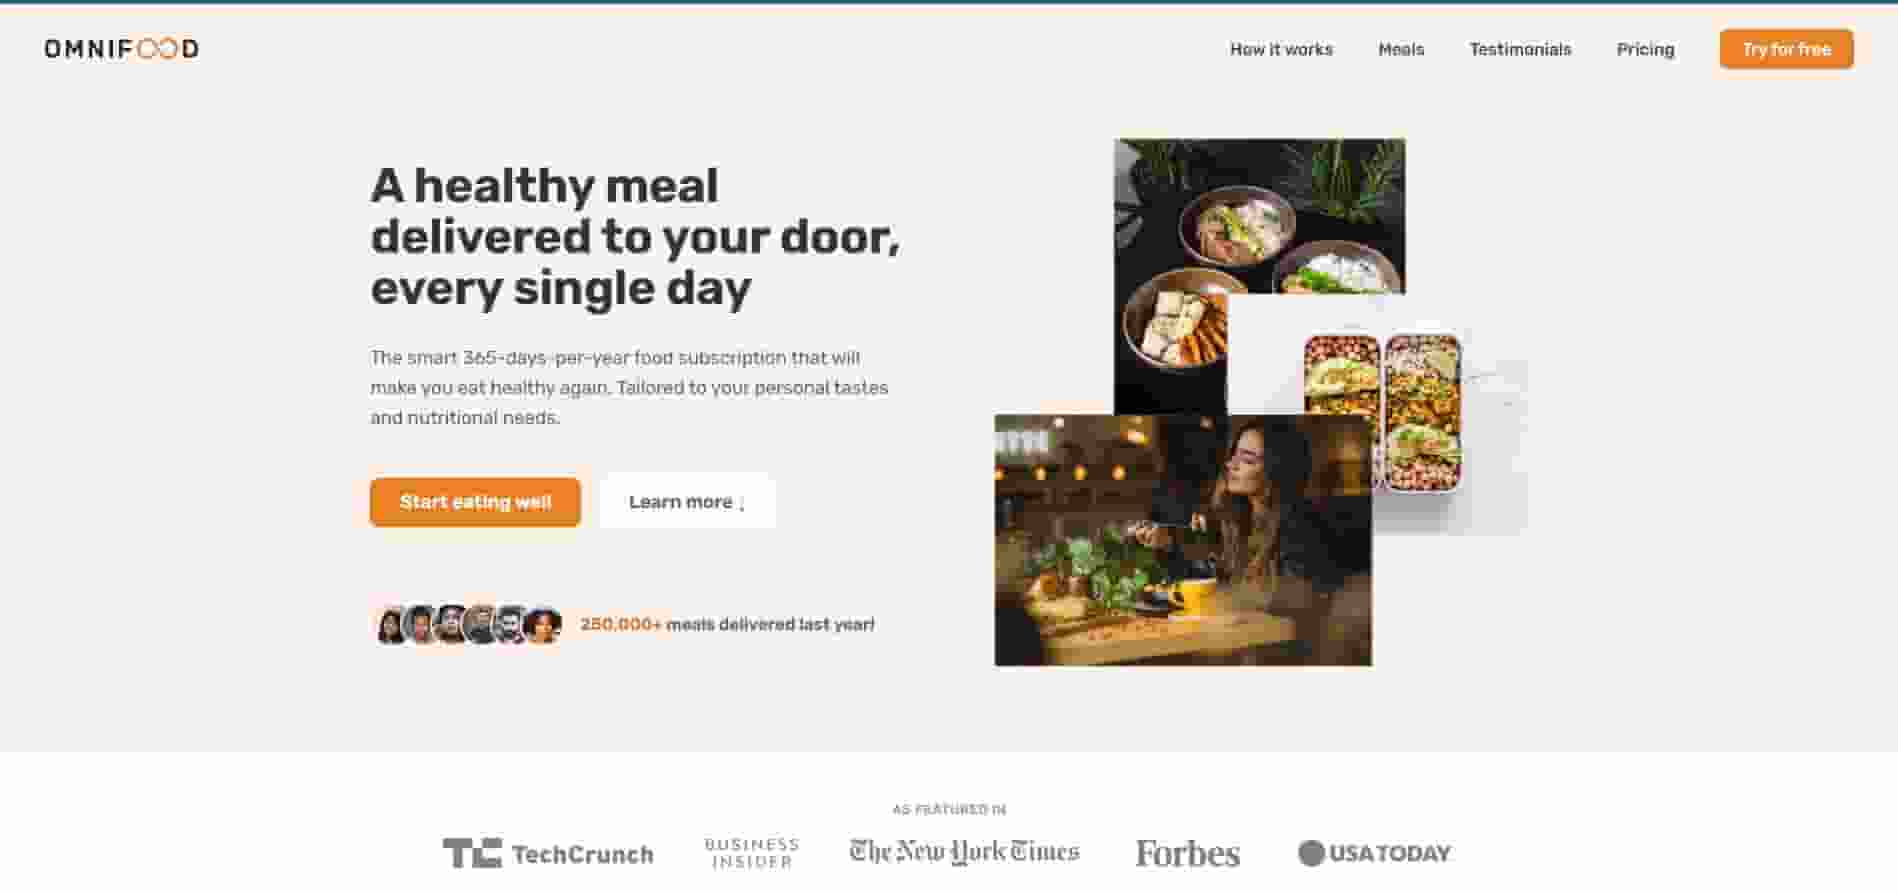 OMNIFOOD
How it works
Meals
Testimonials
Pricing
Try for free
A healthy meal
delivered to your door,
every single day
The smart 365-days-per-year food subscription that will
make you eat healthy again. Tailored to your personal tastes
and nutritional needs.
Start eating well
Learn more ↓
250,000+ meals delivered last year!
AS FEATURED IN
TC TechCrunch
BUSINESS
INSIDER
The New York Times
Forbes
USA TODAY